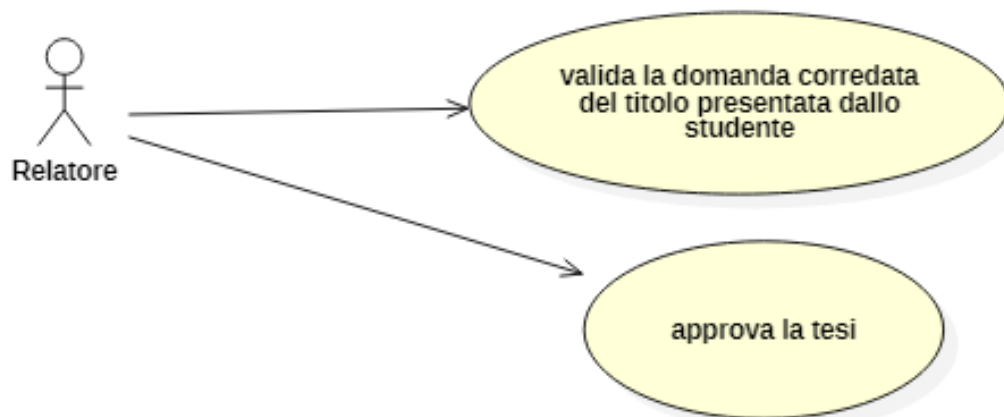 valida la domanda corredata
del titolo presentata dallo
studente
Relatore
approva la tesi